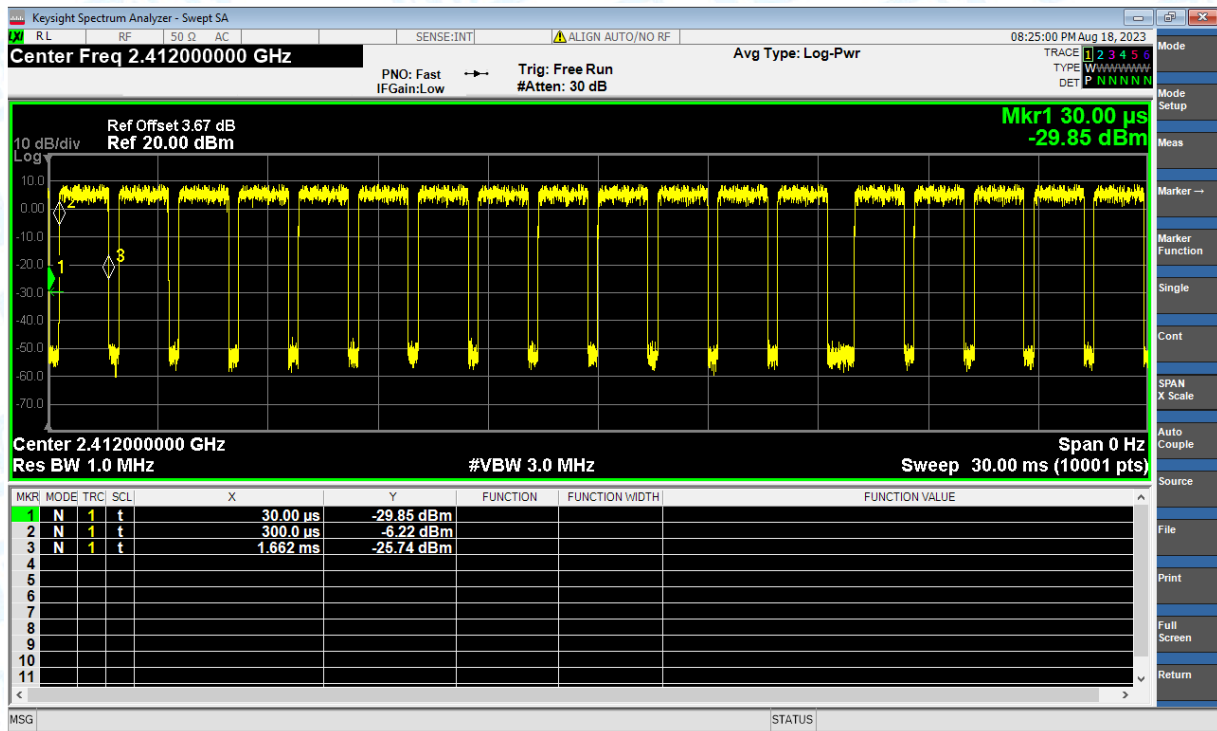 Keysight Spectrum Analyzer - Swept SA
LXI RL RF 50 Ω AC SENSE:INT ALIGN AUTO/NO RF 08:25:00 PM Aug 18, 2023
Center Freq 2.412000000 GHz
PNO: Fast
IFGain:Low
Trig: Free Run
#Atten: 30 dB
Avg Type: Log-Pwr
TRACE 1 2 3 4 5 6
TYPE WWWWWW
DET P N N N N N
Mkr1 30.00 µs
-29.85 dBm
Ref Offset 3.67 dB
10 dB/div Ref 20.00 dBm
Log
10.0
0.00
-10.0
-20.0
-30.0
-40.0
-50.0
-60.0
-70.0
2
1
3
Center 2.412000000 GHz Span 0 Hz
Res BW 1.0 MHz #VBW 3.0 MHz Sweep 30.00 ms (10001 pts)
MKR MODE TRC SCL X Y FUNCTION FUNCTION WIDTH FUNCTION VALUE
1 N 1 t 30.00 µs -29.85 dBm
2 N 1 t 300.0 µs -6.22 dBm
3 N 1 t 1.662 ms -25.74 dBm
4
5
6
7
8
9
10
11
MSG STATUS
Mode
Mode
Setup
Meas
Marker →
Marker
Function
Single
Cont
SPAN
X Scale
Auto
Couple
Source
File
Print
Full
Screen
Return